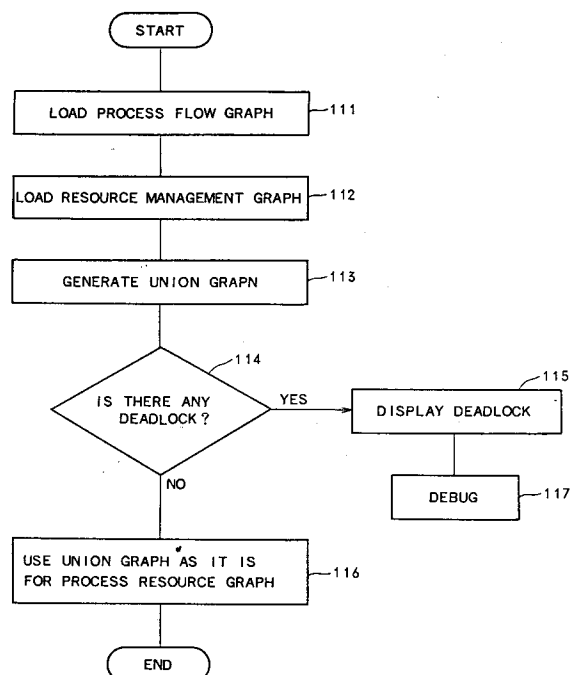 START
LOAD PROCESS FLOW GRAPH
111
LOAD RESOURCE MANAGEMENT GRAPH
112
GENERATE UNION GRAPN
113
114
IS THERE ANY
DEADLOCK?
YES
115
DISPLAY DEADLOCK
DEBUG
117
NO
USE UNION GRAPH AS IT IS
FOR PROCESS RESOURCE GRAPH
116
END